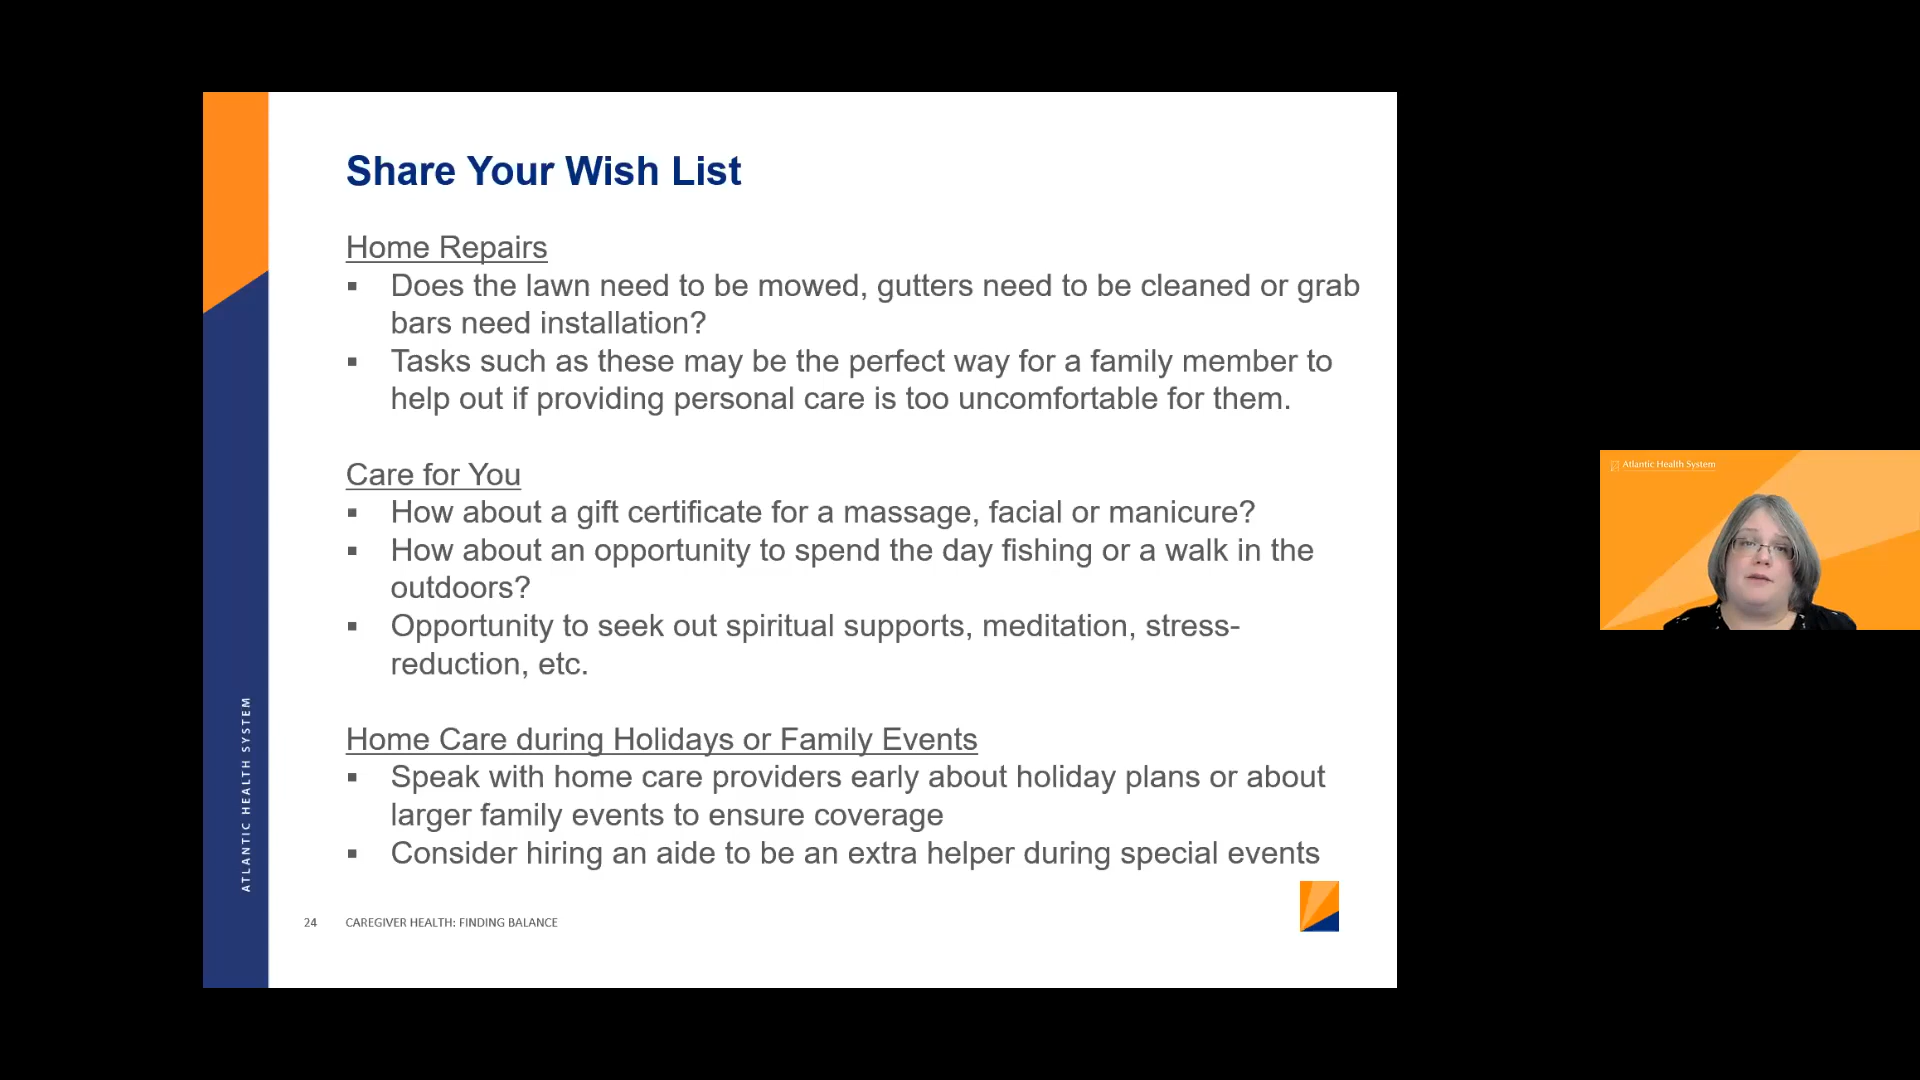 Share Your Wish List
Home Repairs
▪ Does the lawn need to be mowed, gutters need to be cleaned or grab
bars need installation?
▪ Tasks such as these may be the perfect way for a family member to
help out if providing personal care is too uncomfortable for them.
Care for You
▪ How about a gift certificate for a massage, facial or manicure?
▪ How about an opportunity to spend the day fishing or a walk in the
outdoors?
▪ Opportunity to seek out spiritual supports, meditation, stress-
reduction, etc.
Home Care during Holidays or Family Events
▪ Speak with home care providers early about holiday plans or about
larger family events to ensure coverage
▪ Consider hiring an aide to be an extra helper during special events
24 CAREGIVER HEALTH: FINDING BALANCE
ATLANTIC HEALTH SYSTEM
Atlantic Health System